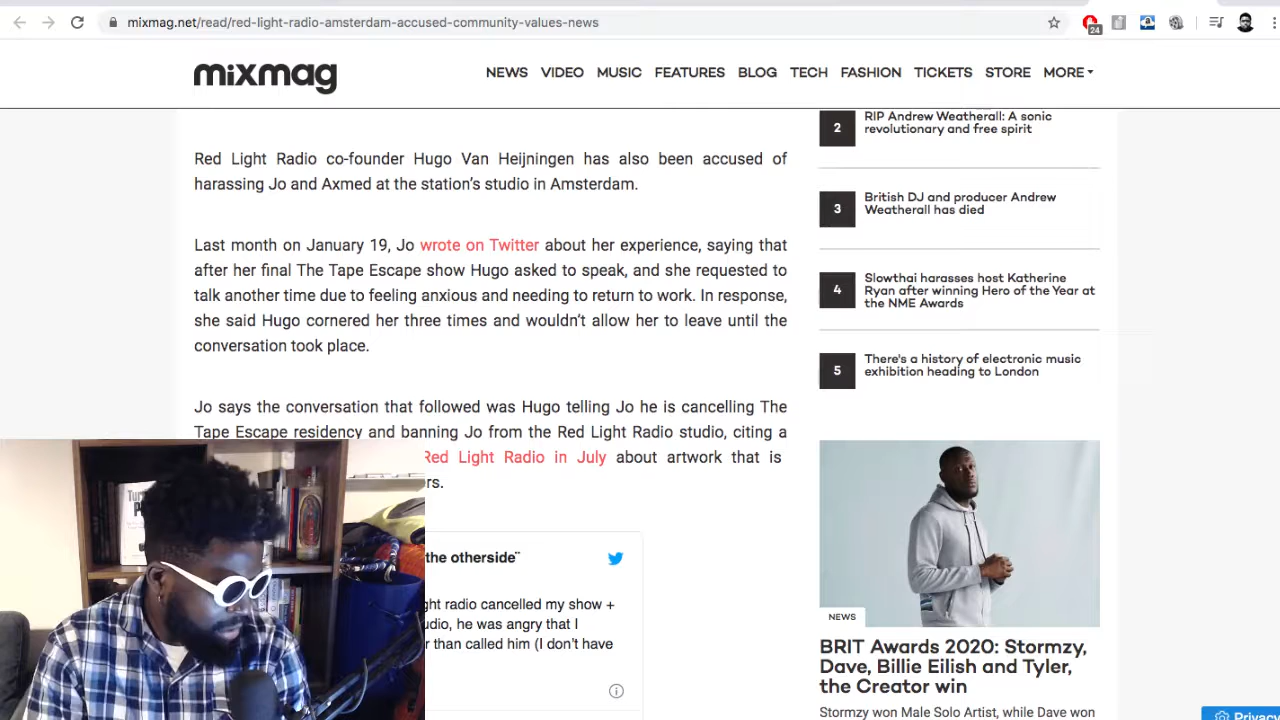 mixmag.net/read/red-light-radio-amsterdam-accused-community-values-news
24
mixmag
NEWS VIDEO MUSIC FEATURES BLOG TECH FASHION TICKETS STORE MORE
Red Light Radio co-founder Hugo Van Heijningen has also been accused of
harassing Jo and Axmed at the station's studio in Amsterdam.
Last month on January 19, Jo wrote on Twitter about her experience, saying that
after her final The Tape Escape show Hugo asked to speak, and she requested to
talk another time due to feeling anxious and needing to return to work. In response,
she said Hugo cornered her three times and wouldn't allow her to leave until the
conversation took place.
Jo says the conversation that followed was Hugo telling Jo he is cancelling The
Tape Escape residency and banning Jo from the Red Light Radio studio, citing a
Red Light Radio in July about artwork that is
rs.
the otherside¨
ght radio cancelled my show +
udio, he was angry that I
r than called him (I don't have
2
RIP Andrew Weatherall: A sonic
revolutionary and free spirit
3
British DJ and producer Andrew
Weatherall has died
4
Slowthai harasses host Katherine
Ryan after winning Hero of the Year at
the NME Awards
5
There's a history of electronic music
exhibition heading to London
NEWS
BRIT Awards 2020: Stormzy,
Dave, Billie Eilish and Tyler,
the Creator win
Stormzy won Male Solo Artist, while Dave won
Privacy